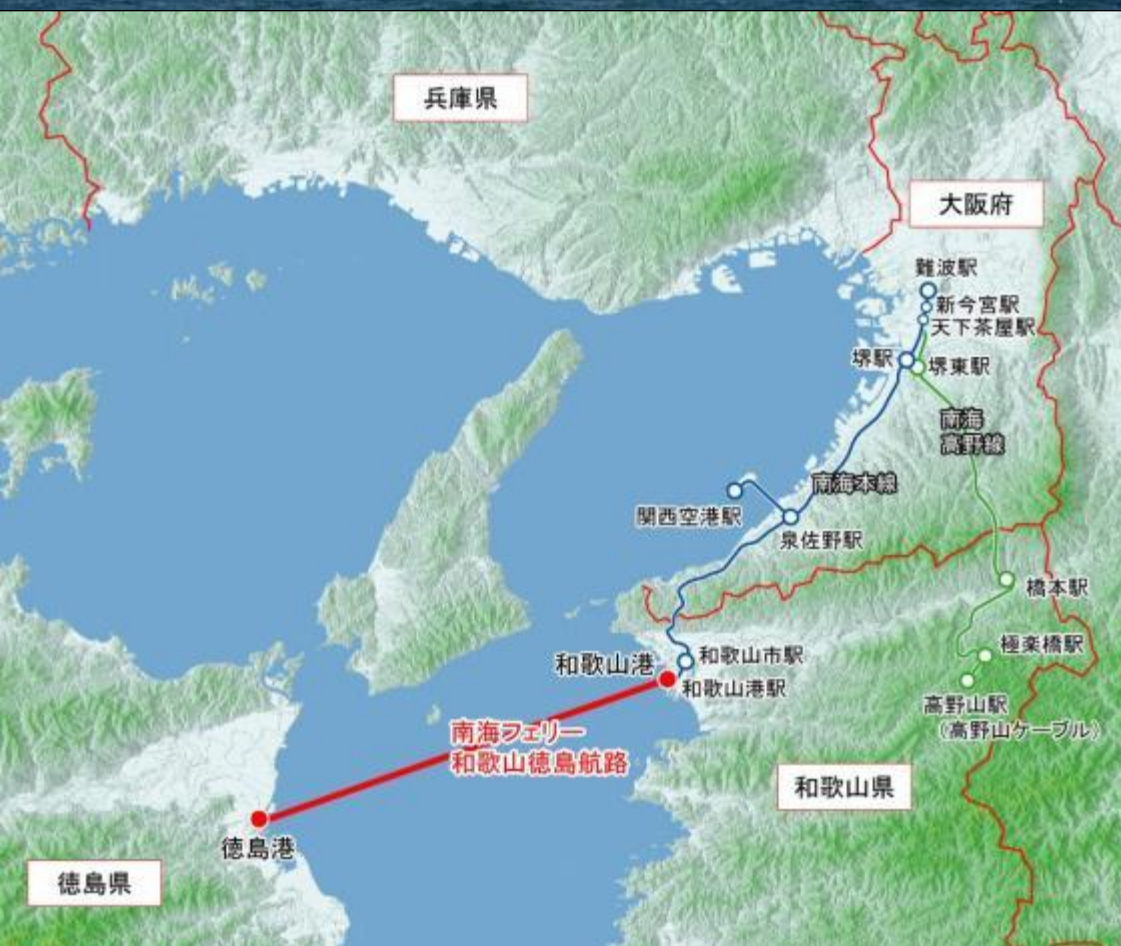 兵庫県
大阪府
難波駅
新今宮駅
天下茶屋駅
堺駅
堺東駅
南海
高野線
南海本線
関西空港駅
泉佐野駅
橋本駅
極楽橋駅
和歌山港
和歌山市駅
和歌山港駅
高野山駅
(高野山ケーブル)
南海フェリー
和歌山徳島航路
和歌山県
徳島港
徳島県